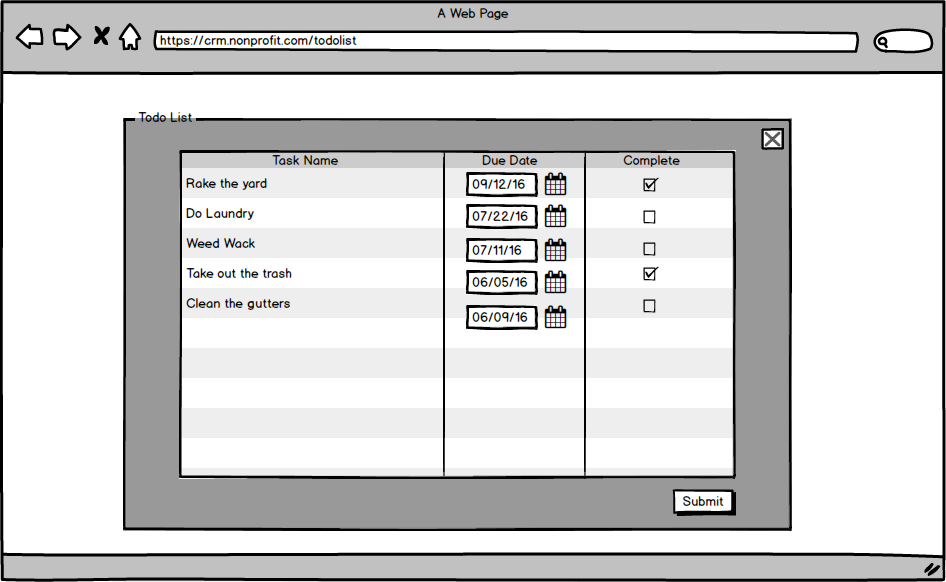 A Web Page
https://crm.nonprofit.com/todolist
Todo List
Task Name Due Date Complete
Rake the yard 09/12/16
Do Laundry 07/22/16
Weed Wack 07/11/16
Take out the trash 06/05/16
Clean the gutters 06/09/16
Submit